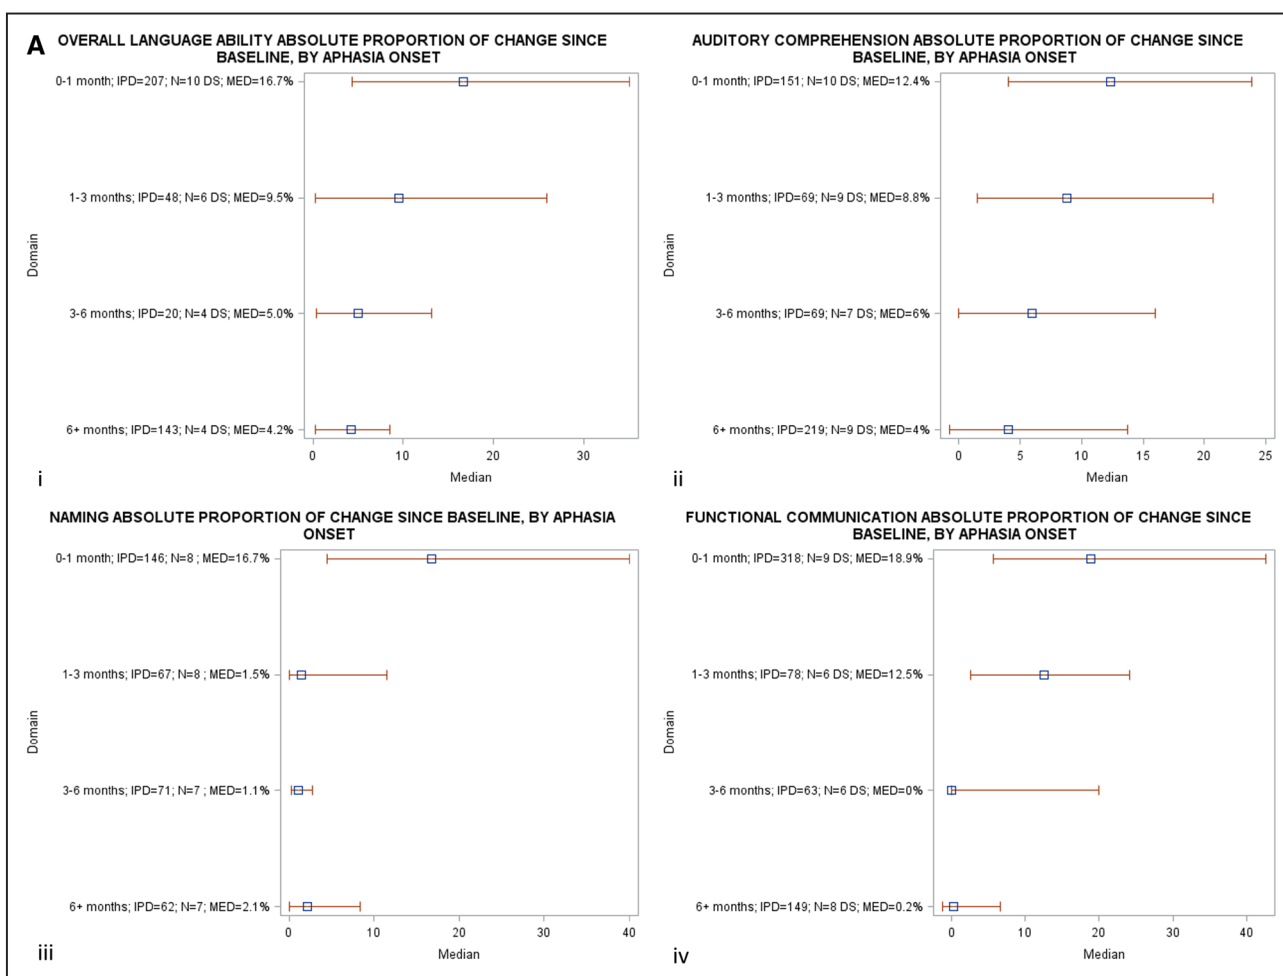 A
OVERALL LANGUAGE ABILITY ABSOLUTE PROPORTION OF CHANGE SINCE
BASELINE, BY APHASIA ONSET
0-1 month; IPD=207; N=10 DS; MED=16.7%
1-3 months; IPD=48; N=6 DS; MED=9.5%
Domain
3-6 months; IPD=20; N=4 DS; MED=5.0%
6+ months; IPD=143; N=4 DS; MED=4.2%
0 10 20 30
Median
i
AUDITORY COMPREHENSION ABSOLUTE PROPORTION OF CHANGE SINCE
BASELINE, BY APHASIA ONSET
0-1 month; IPD=151; N=10 DS; MED=12.4%
1-3 months; IPD=69; N=9 DS; MED=8.8%
Domain
3-6 months; IPD=69; N=7 DS; MED=6%
6+ months; IPD=219; N=9 DS; MED=4%
0 5 10 15 20 25
Median
ii
NAMING ABSOLUTE PROPORTION OF CHANGE SINCE BASELINE, BY APHASIA
ONSET
0-1 month; IPD=146; N=8 ; MED=16.7%
1-3 months; IPD=67; N=8 ; MED=1.5%
Domain
3-6 months; IPD=71; N=7 ; MED=1.1%
6+ months; IPD=62; N=7; MED=2.1%
0 10 20 30 40
Median
iii
FUNCTIONAL COMMUNICATION ABSOLUTE PROPORTION OF CHANGE SINCE
BASELINE, BY APHASIA ONSET
0-1 month; IPD=318; N=9 DS; MED=18.9%
1-3 months; IPD=78; N=6 DS; MED=12.5%
Domain
3-6 months; IPD=63; N=6 DS; MED=0%
6+ months; IPD=149; N=8 DS; MED=0.2%
0 10 20 30 40
Median
iv